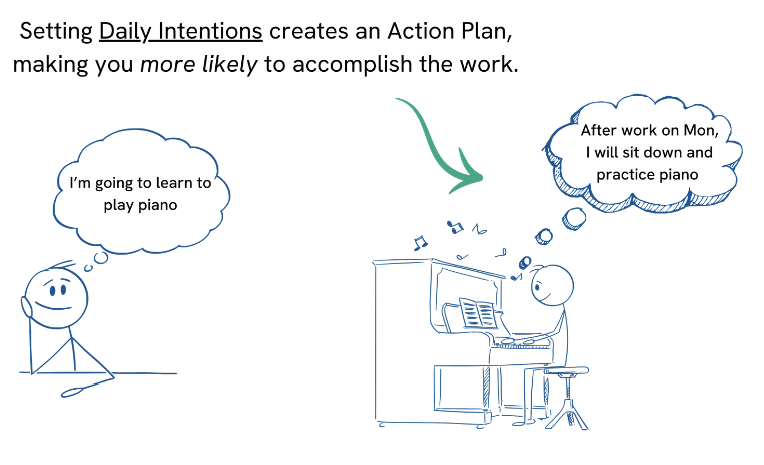 Setting Daily Intentions creates an Action Plan,
making you more likely to accomplish the work.
I'm going to learn to
play piano
After work on Mon,
I will sit down and
practice piano